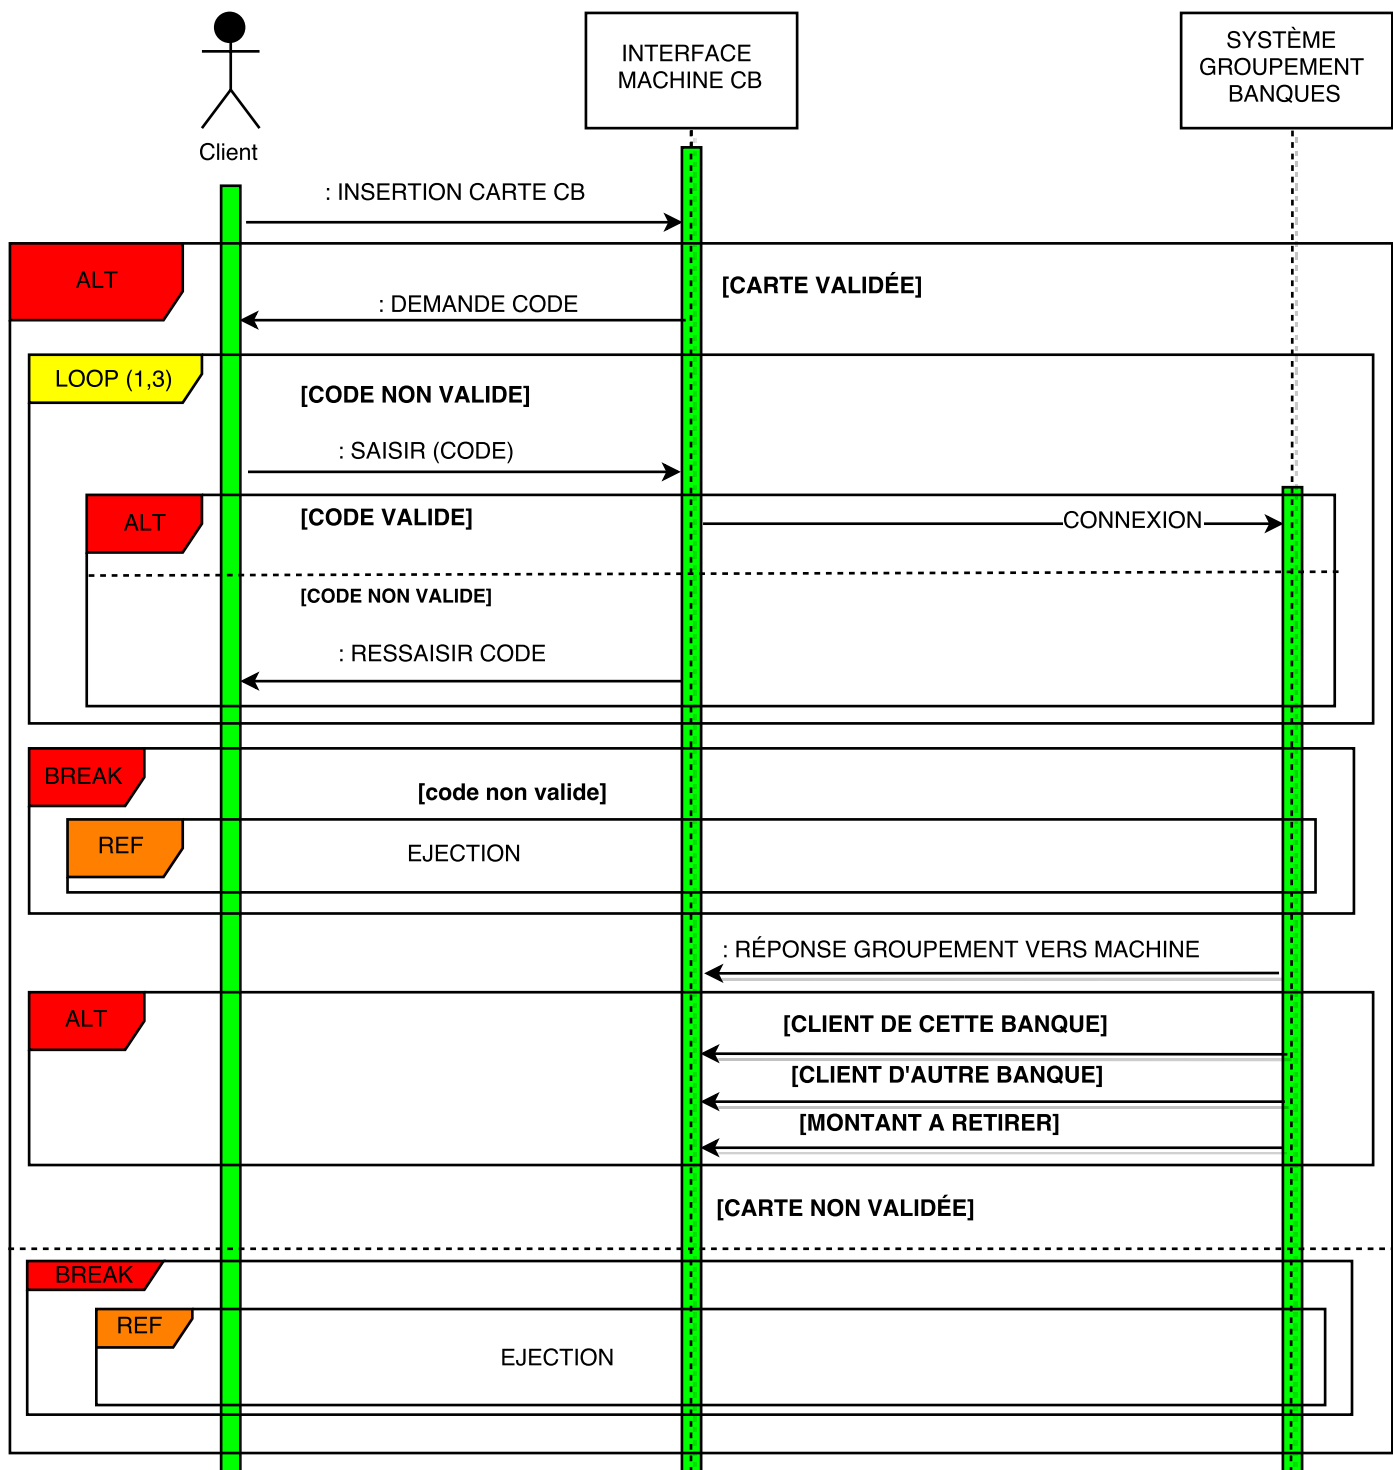 Client
INTERFACE
MACHINE CB
SYSTÈME
GROUPEMENT
BANQUES
: INSERTION CARTE CB
ALT
[CARTE VALIDÉE]
: DEMANDE CODE
LOOP (1,3)
[CODE NON VALIDE]
: SAISIR (CODE)
ALT
[CODE VALIDE]
CONNEXION
[CODE NON VALIDE]
: RESSAISIR CODE
BREAK
[code non valide]
REF
EJECTION
: RÉPONSE GROUPEMENT VERS MACHINE
ALT
[CLIENT DE CETTE BANQUE]
[CLIENT D'AUTRE BANQUE]
[MONTANT A RETIRER]
[CARTE NON VALIDÉE]
BREAK
REF
EJECTION